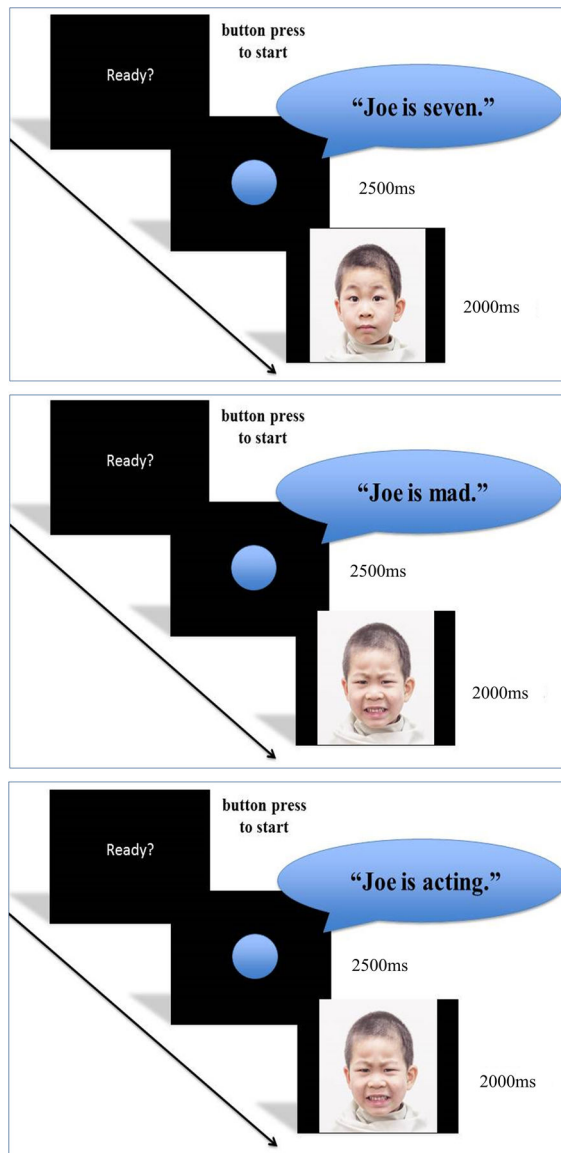 button press
to start
Ready?
“Joe is seven.”
2500ms
2000ms
button press
to start
Ready?
“Joe is mad.”
2500ms
2000ms
button press
to start
Ready?
“Joe is acting.”
2500ms
2000ms